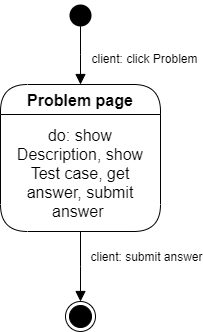 client: click Problem
Problem page
do: show
Description, show
Test case, get
answer, submit
answer
client: submit answer